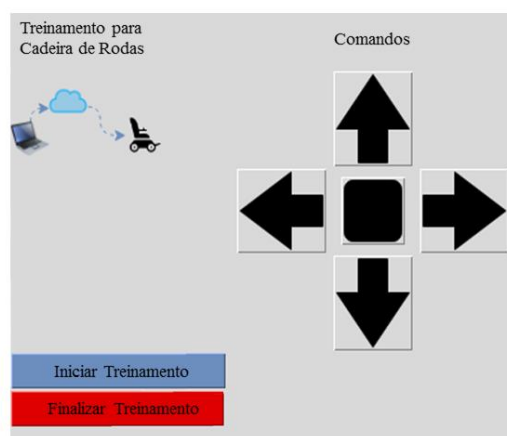 Treinamento para
Cadeira de Rodas
Comandos
Iniciar Treinamento
Finalizar Treinamento